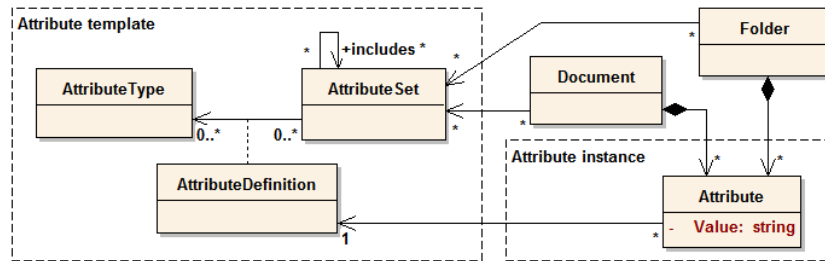 Attribute template
Folder
* +includes *
*
*
AttributeType
AttributeSet
Document
0..*
0..*
*
*
Attribute instance
AttributeDefinition
*
*
Attribute
- Value: string
1
*